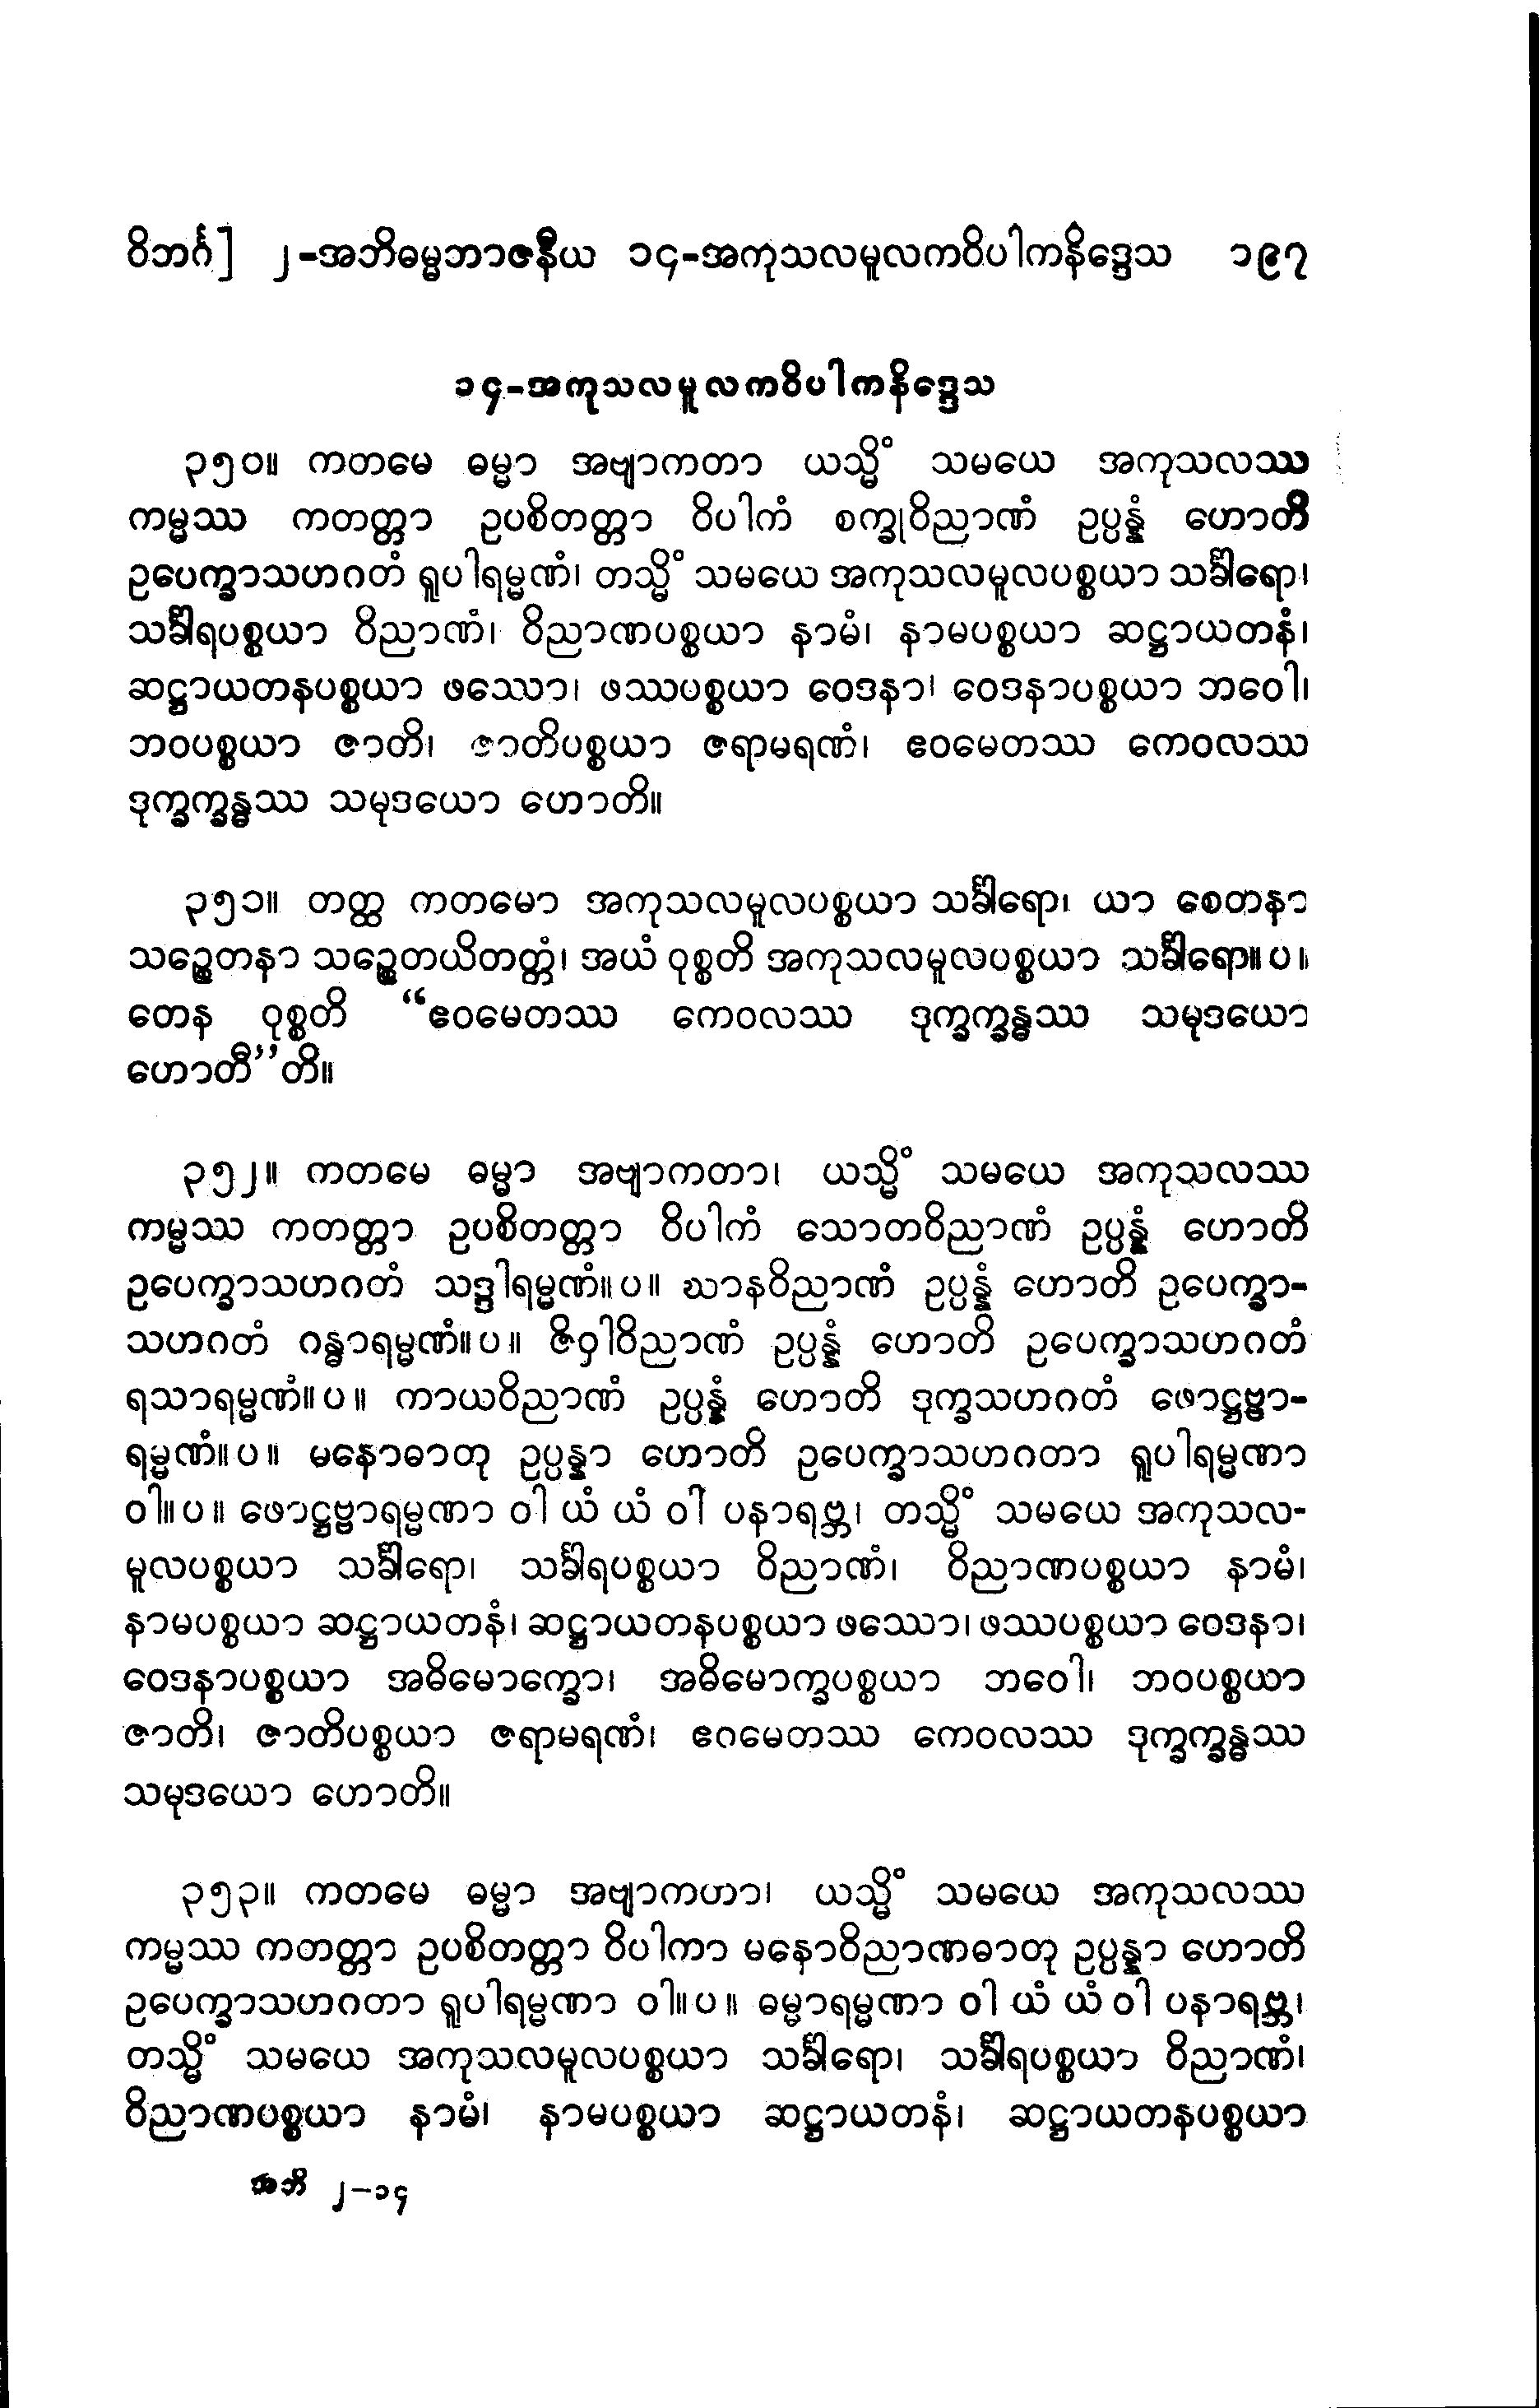 ဝိဘင်္ဂ] ၂-အဘိဓမ္မဘာဇနီယ ၁၄-အကုသလမူလကဝိပါကနိဒ္ဒေသ ၁၉၇
၁၄-အကုသလမူလကဝိပါကနိဒ္ဒေသ
၃၅၀။ ကတမေ ဓမ္မာ အဗျာကတာ ယသ္မိံ သမယေ အကုသလဿ
ကမ္မဿ ကတတ္တာ ဥပစိတတ္တာ ဝိပါကံ စက္ခုဝိညာဏံ ဥပ္ပန္နံ ဟောတိ
ဥပေက္ခာသဟဂတံ ရူပါရမ္မဏံ၊ တသ္မိံ သမယေ အကုသလမူလပစ္စယာ သင်္ခါရော၊
သင်္ခါရပစ္စယာ ဝိညာဏံ၊ ဝိညာဏပစ္စယာ နာမံ၊ နာမပစ္စယာ ဆဋ္ဌာယတနံ၊
ဆဋ္ဌာယတနပစ္စယာ ဖဿော၊ ဖဿပစ္စယာ ဝေဒနာ၊ ဝေဒနာပစ္စယာ ဘဝေါ၊
ဘဝပစ္စယာ ဇာတိ၊ ဇာတိပစ္စယာ ဇရာမရဏံ၊ ဧဝမေတဿ ကေဝလဿ
ဒုက္ခက္ခန္ဓဿ သမုဒယော ဟောတိ။
၃၅၁။ တတ္ထ ကတမော အကုသလမူလပစ္စယာ သင်္ခါရော၊ ယာ စေတနာ
သဉ္စေတနာ သဉ္စေတယိတတ္တံ၊ အယံ ဝုစ္စတိ အကုသလမူလပစ္စယာ သင်္ခါရော။ပ။
တေန ဝုစ္စတိ “ဧဝမေတဿ ကေဝလဿ ဒုက္ခက္ခန္ဓဿ သမုဒယော
ဟောတီ”တိ။
၃၅၂။ ကတမေ ဓမ္မာ အဗျာကတာ၊ ယသ္မိံ သမယေ အကုသလဿ
ကမ္မဿ ကတတ္တာ ဥပစိတတ္တာ ဝိပါကံ သောတဝိညာဏံ ဥပ္ပန္နံ ဟောတိ
ဥပေက္ခာသဟဂတံ သဒ္ဒါရမ္မဏံ။ပ။ ဃာနဝိညာဏံ ဥပ္ပန္နံ ဟောတိ ဥပေက္ခာ-
သဟဂတံ ဂန္ဓာရမ္မဏံ။ပ။ ဇိဝှါဝိညာဏံ ဥပ္ပန္နံ ဟောတိ ဥပေက္ခာသဟဂတံ
ရသာရမ္မဏံ။ပ။ ကာယဝိညာဏံ ဥပ္ပန္နံ ဟောတိ ဒုက္ခသဟဂတံ ဖောဋ္ဌဗ္ဗာ-
ရမ္မဏံ။ပ။ မနောဓာတု ဥပ္ပန္နာ ဟောတိ ဥပေက္ခာသဟဂတာ ရူပါရမ္မဏာ
ဝါ။ပ။ ဖောဋ္ဌဗ္ဗာရမ္မဏာ ဝါ ယံ ယံ ဝါ ပနာရဗ္ဘ၊ တသ္မိံ သမယေ အကုသလ-
မူလပစ္စယာ သင်္ခါရော၊ သင်္ခါရပစ္စယာ ဝိညာဏံ၊ ဝိညာဏပစ္စယာ နာမံ၊
နာမပစ္စယာ ဆဋ္ဌာယတနံ၊ ဆဋ္ဌာယတနပစ္စယာ ဖဿော၊ ဖဿပစ္စယာ ဝေဒနာ၊
ဝေဒနာပစ္စယာ အဓိမောက္ခော၊ အဓိမောက္ခပစ္စယာ ဘဝေါ၊ ဘဝပစ္စယာ
ဇာတိ၊ ဇာတိပစ္စယာ ဇရာမရဏံ၊ ဧဝမေတဿ ကေဝလဿ ဒုက္ခက္ခန္ဓဿ
သမုဒယော ဟောတိ။
၃၅၃။ ကတမေ ဓမ္မာ အဗျာကတာ၊ ယသ္မိံ သမယေ အကုသလဿ
ကမ္မဿ ကတတ္တာ ဥပစိတတ္တာ ဝိပါကာ မနောဝိညာဏဓာတု ဥပ္ပန္နာ ဟောတိ
ဥပေက္ခာသဟဂတာ ရူပါရမ္မဏာ ဝါ။ပ။ ဓမ္မာရမ္မဏာ ဝါ ယံ ယံ ဝါ ပနာရဗ္ဘ၊
တသ္မိံ သမယေ အကုသလမူလပစ္စယာ သင်္ခါရော၊ သင်္ခါရပစ္စယာ ဝိညာဏံ၊
ဝိညာဏပစ္စယာ နာမံ၊ နာမပစ္စယာ ဆဋ္ဌာယတနံ၊ ဆဋ္ဌာယတနပစ္စယာ
အဘိ ၂-၁၄